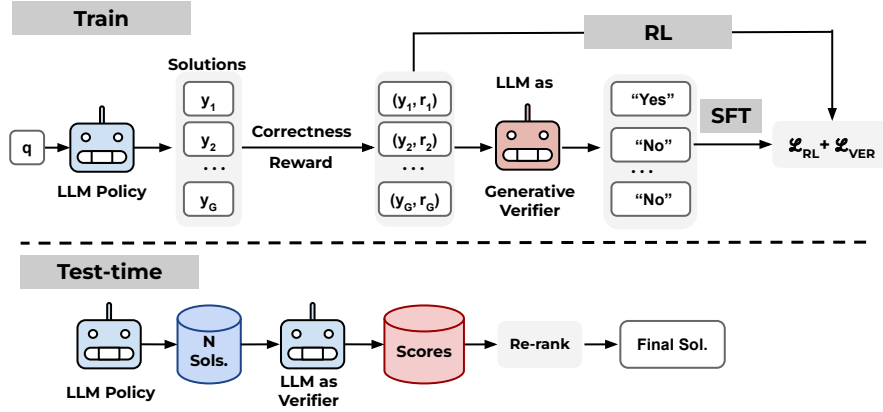 Train
RL
Solutions
LLM as
q
LLM Policy
y1
y2
...
yG
Correctness
Reward
(y1, r1)
(y2, r2)
...
(yG, rG)
Generative
Verifier
"Yes"
"No"
...
"No"
SFT
ℒRL + ℒVER
Test-time
LLM Policy
N
Sols.
LLM as
Verifier
Scores
Re-rank
Final Sol.